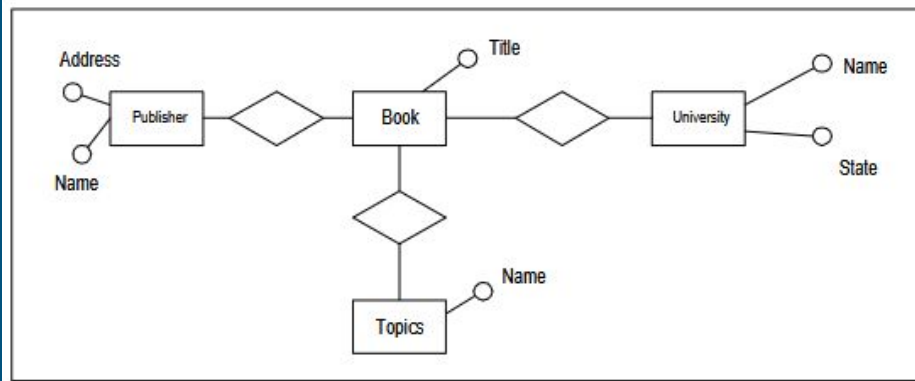 Title
Address
Name
Publisher
Book
University
Name
State
Name
Topics